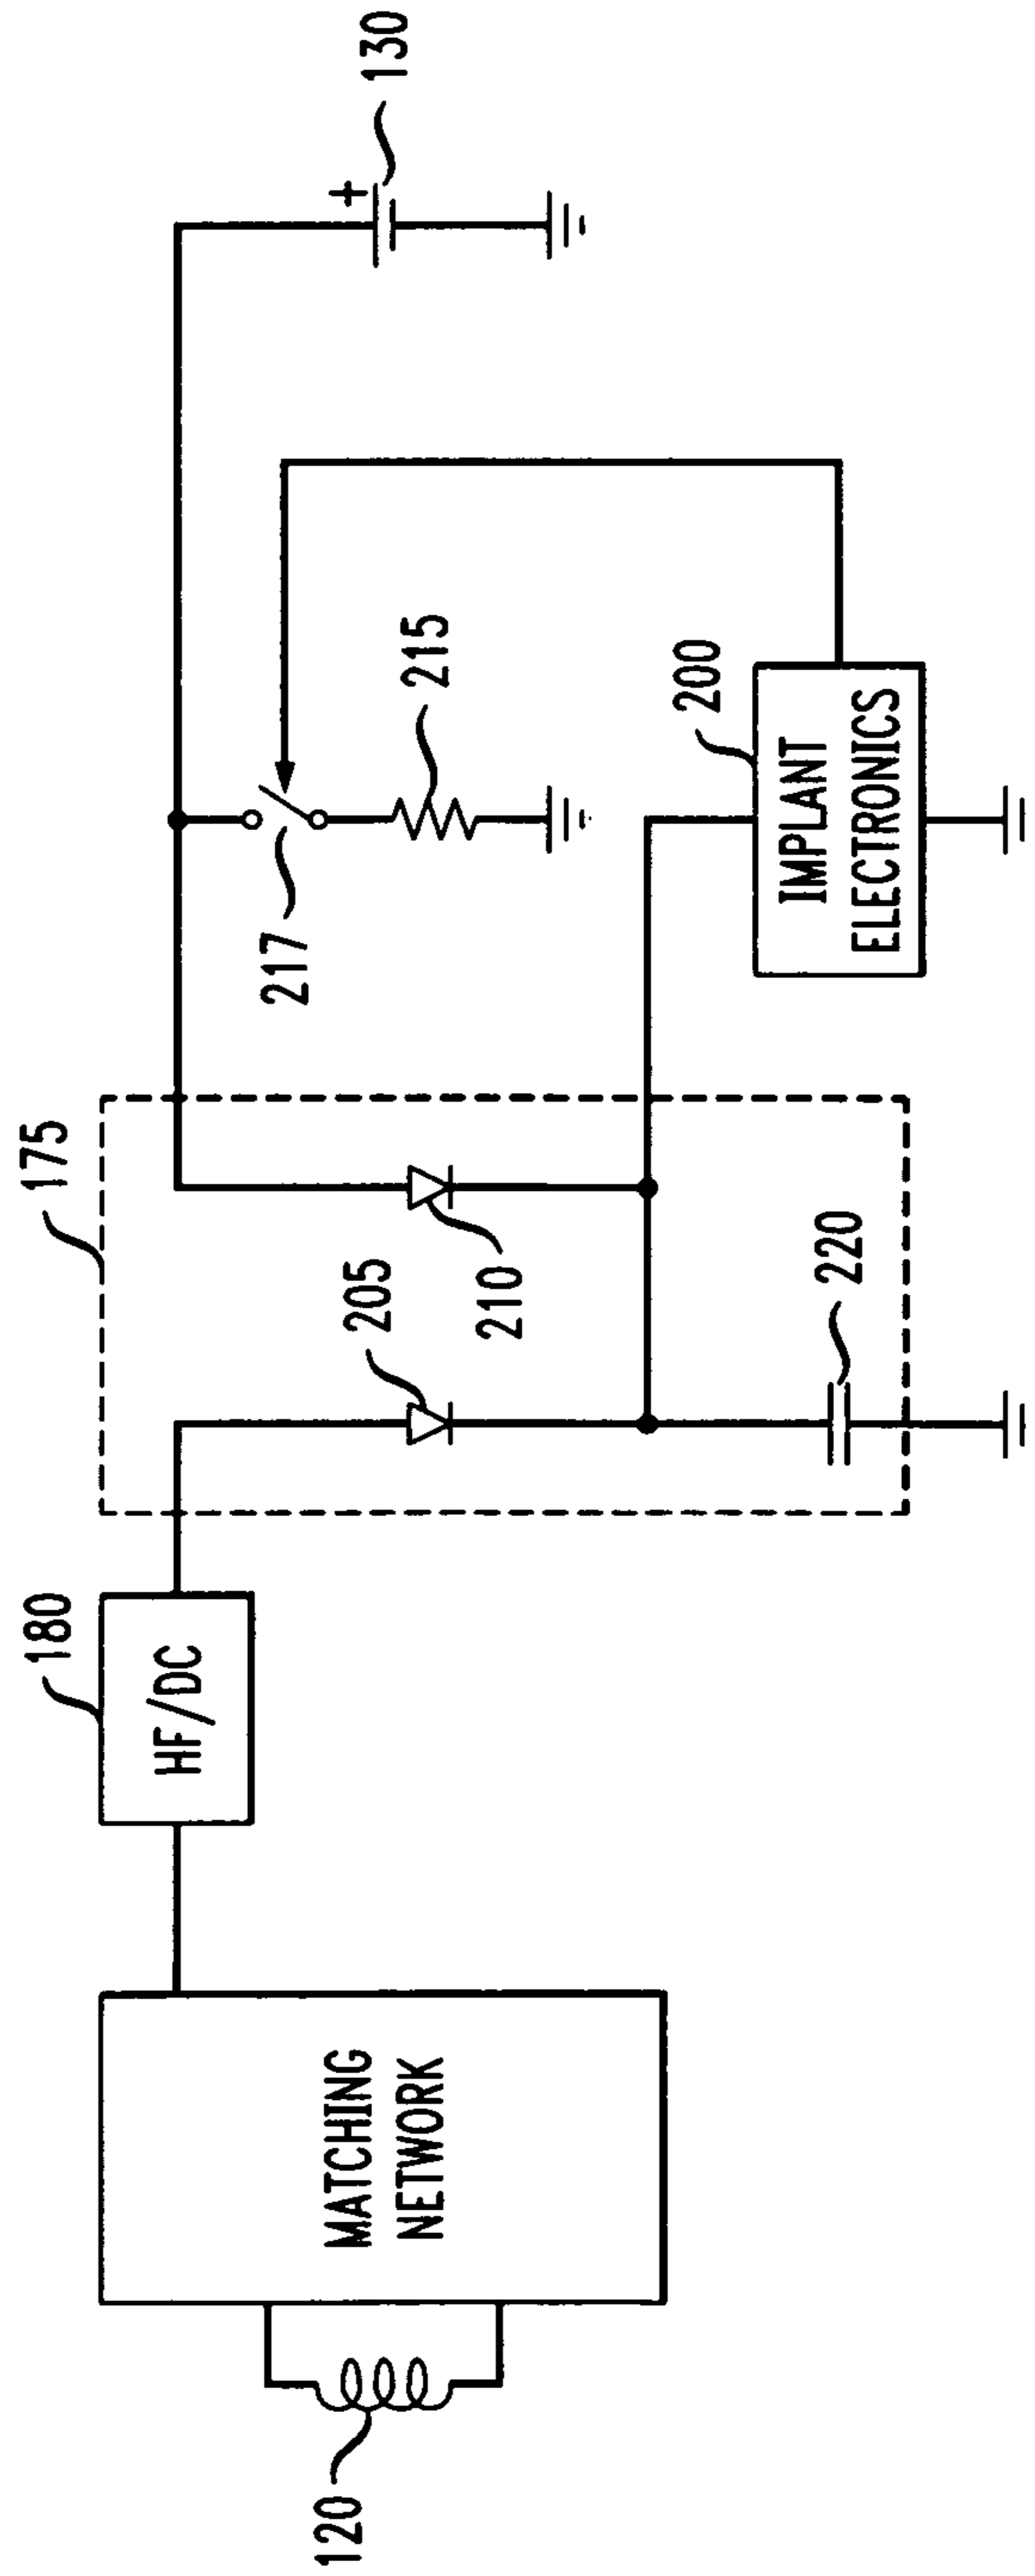 120
MATCHING
NETWORK
180
HF/DC
175
205
210
220
217
215
200
IMPLANT
ELECTRONICS
+
130